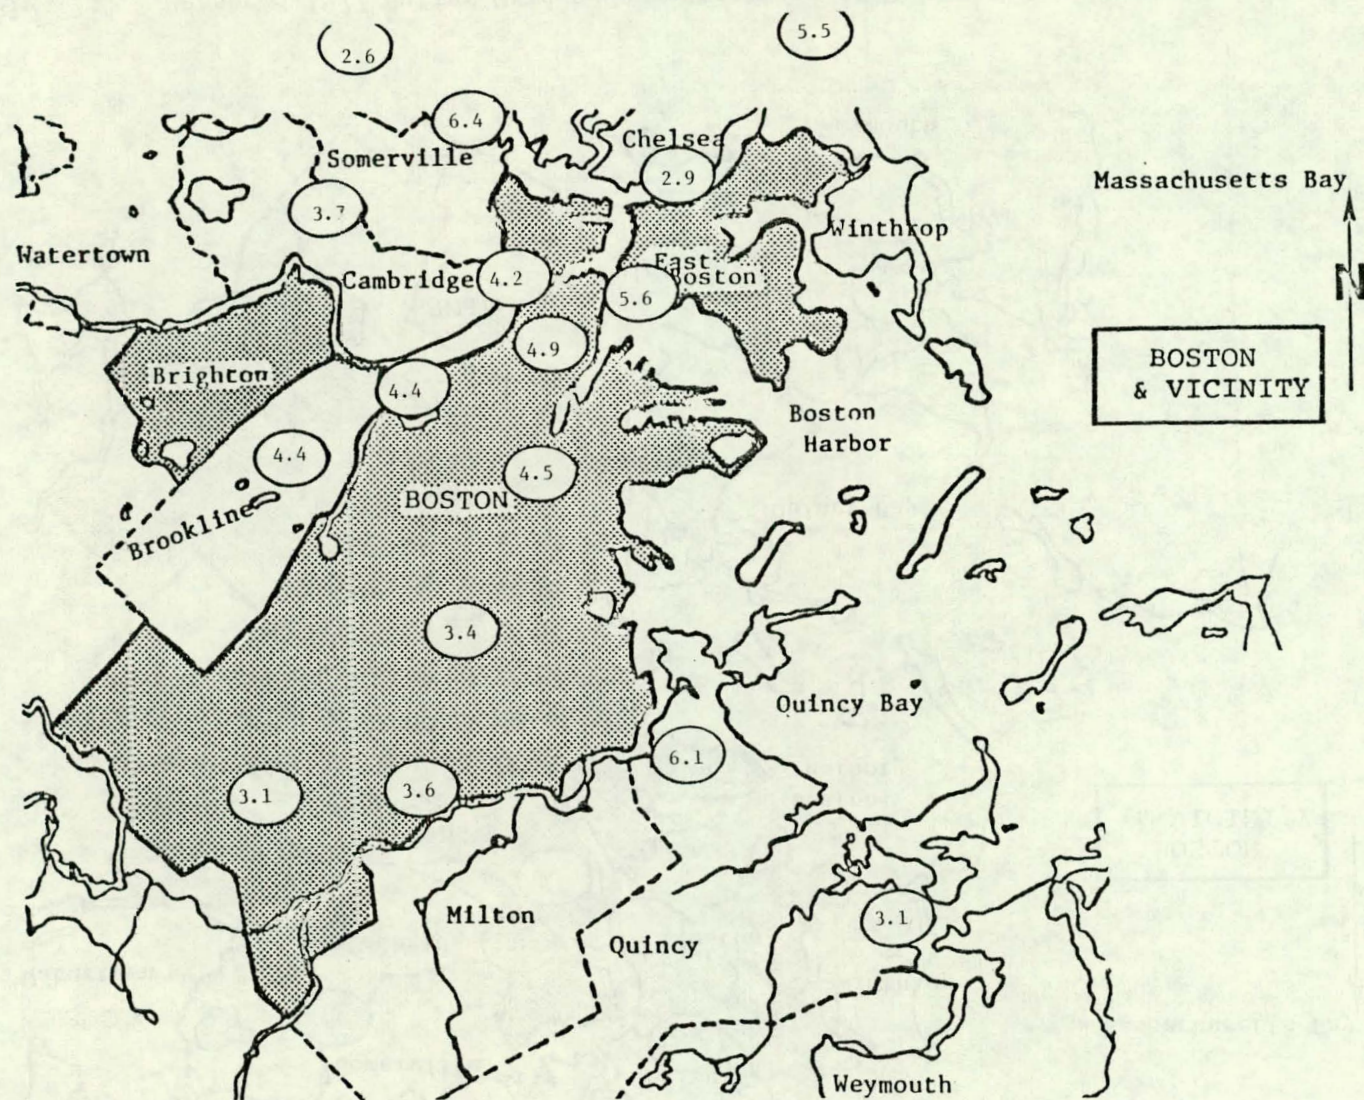 2.6
5.5
6.4
Somerville
Chelsea
2.9
Massachusetts Bay
3.7
Winthrop
Watertown
Cambridge
4.2
East
Boston
5.6
N
4.9
BOSTON
& VICINITY
Brighton
4.4
Boston
Harbor
4.4
4.5
BOSTON
Brookline
3.4
Quincy Bay
6.1
3.1
3.6
Milton
Quincy
3.1
Weymouth